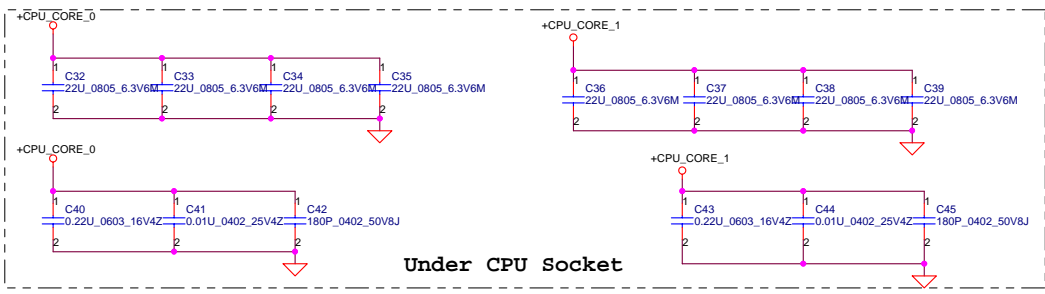 +CPU_CORE_0
1 1 1 1
C32 C33 C34 C35
22U_0805_6.3V6M 22U_0805_6.3V6M 22U_0805_6.3V6M 22U_0805_6.3V6M
2 2 2 2
+CPU_CORE_1
1 1 1 1
C36 C37 C38 C39
22U_0805_6.3V6M 22U_0805_6.3V6M 22U_0805_6.3V6M 22U_0805_6.3V6M
2 2 2 2
+CPU_CORE_0
1 1 1
C40 C41 C42
0.22U_0603_16V4Z 0.01U_0402_25V4Z 180P_0402_50V8J
2 2 2
+CPU_CORE_1
1 1 1
C43 C44 C45
0.22U_0603_16V4Z 0.01U_0402_25V4Z 180P_0402_50V8J
2 2 2
Under CPU Socket